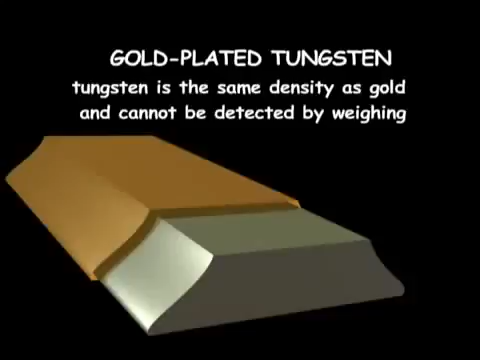 GOLD-PLATED TUNGSTEN
tungsten is the same density as gold
and cannot be detected by weighing